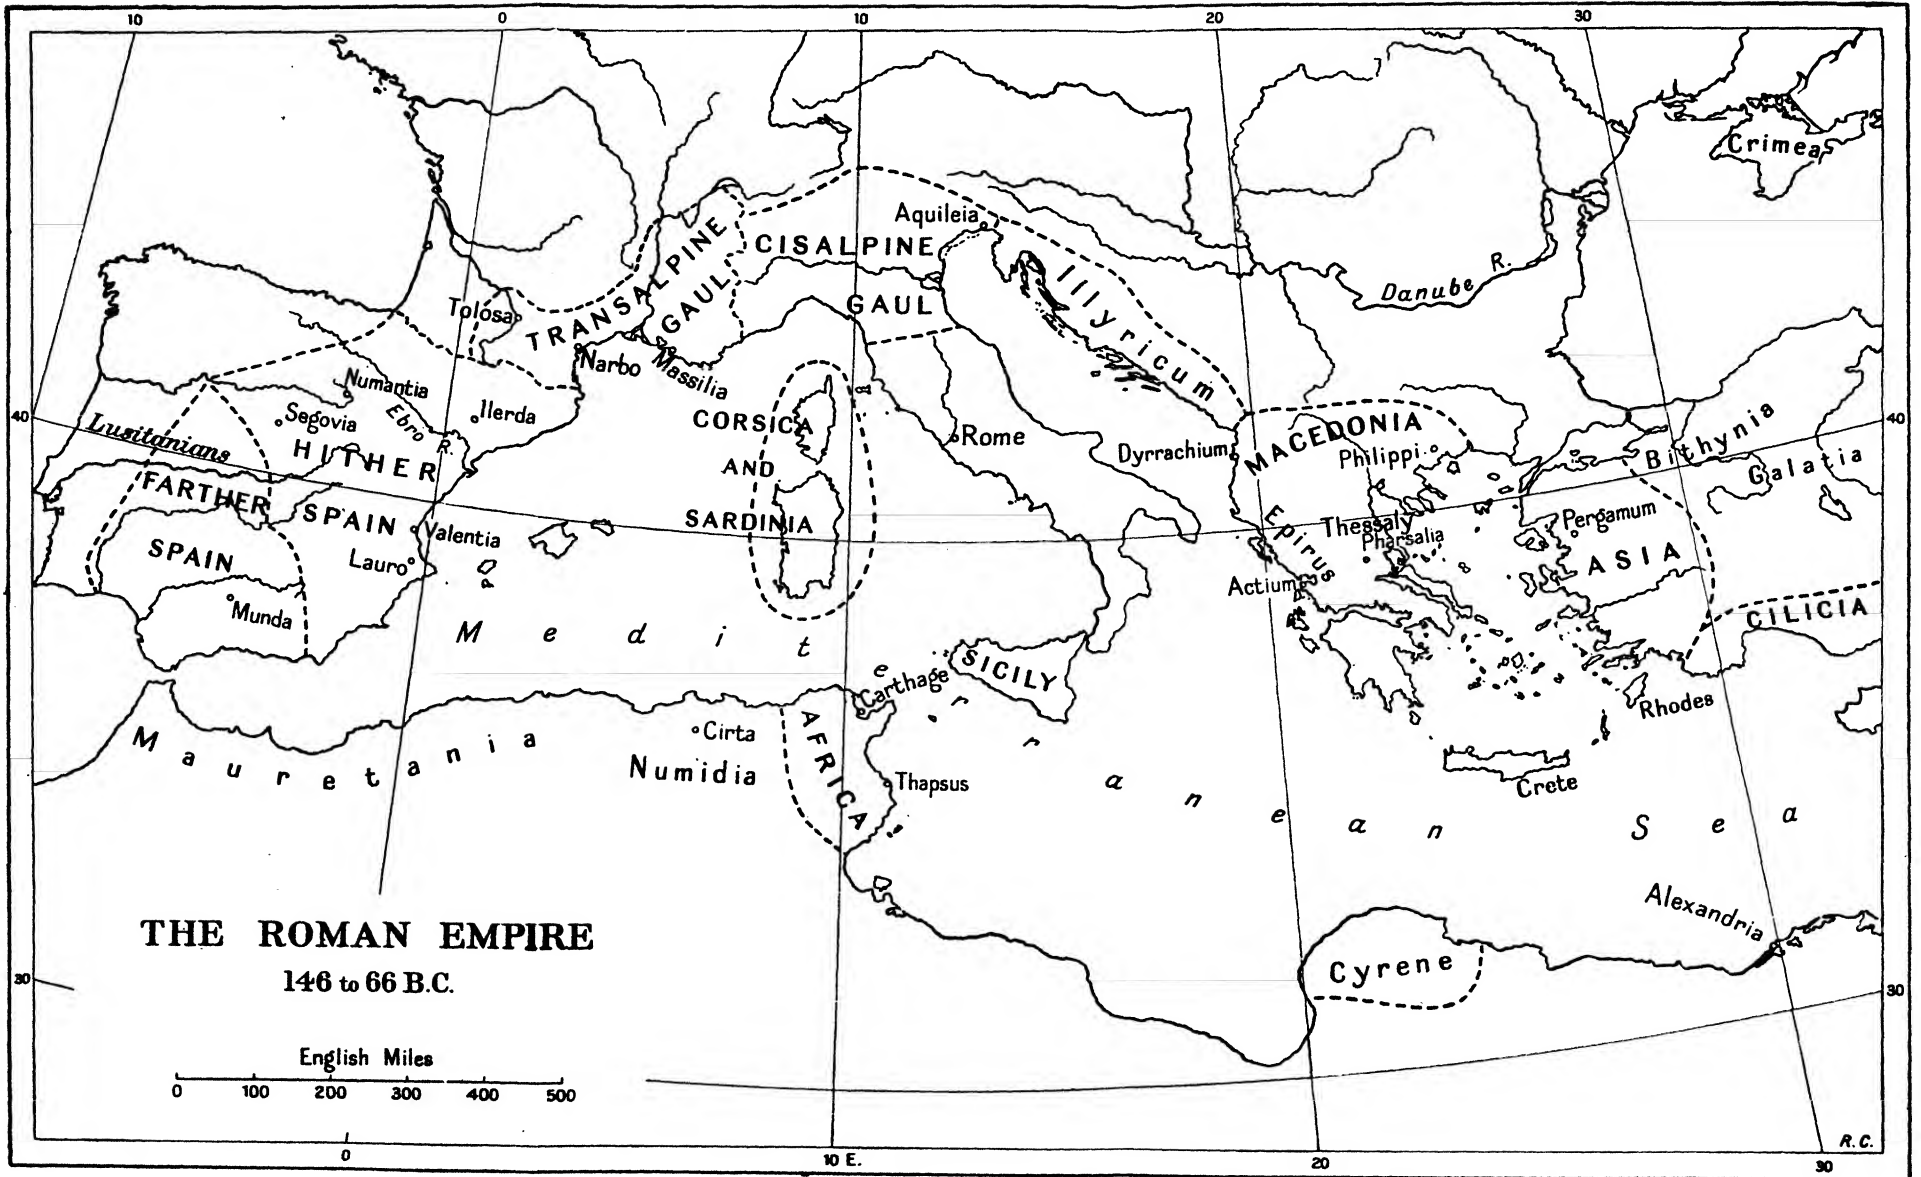 10 0 10 20 30
Crimea
Aquileia
CISALPINE
GAUL
TRANSALPINE
GAUL
Illyricum
Danube R.
Tolosa
Narbo
Massilia
Numantia
Ebro R.
Ilerda
Segovia
40
40
Lusitanians
HITHER
SPAIN
FARTHER
SPAIN
Valentia
Lauro
Munda
CORSICA
AND
SARDINIA
Rome
Dyrrachium
MACEDONIA
Philippi
Bithynia
Galatia
Epirus
Thessaly
Pharsalia
Pergamum
ASIA
Actium
CILICIA
Mediterranean Sea
SICILY
Carthage
Rhodes
Mauretania
Cirta
Numidia
AFRICA
Thapsus
Crete
Alexandria
Cyrene
THE ROMAN EMPIRE
146 to 66 B.C.
30
30
English Miles
0 100 200 300 400 500
R.C.
0 10 E. 20 30